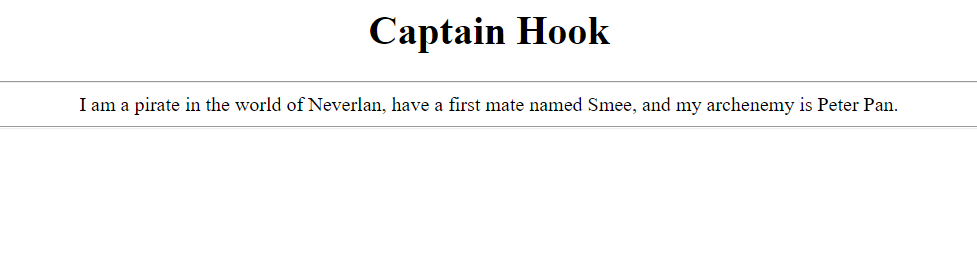 Captain Hook
I am a pirate in the world of Neverlan, have a first mate named Smee, and my archenemy is Peter Pan.